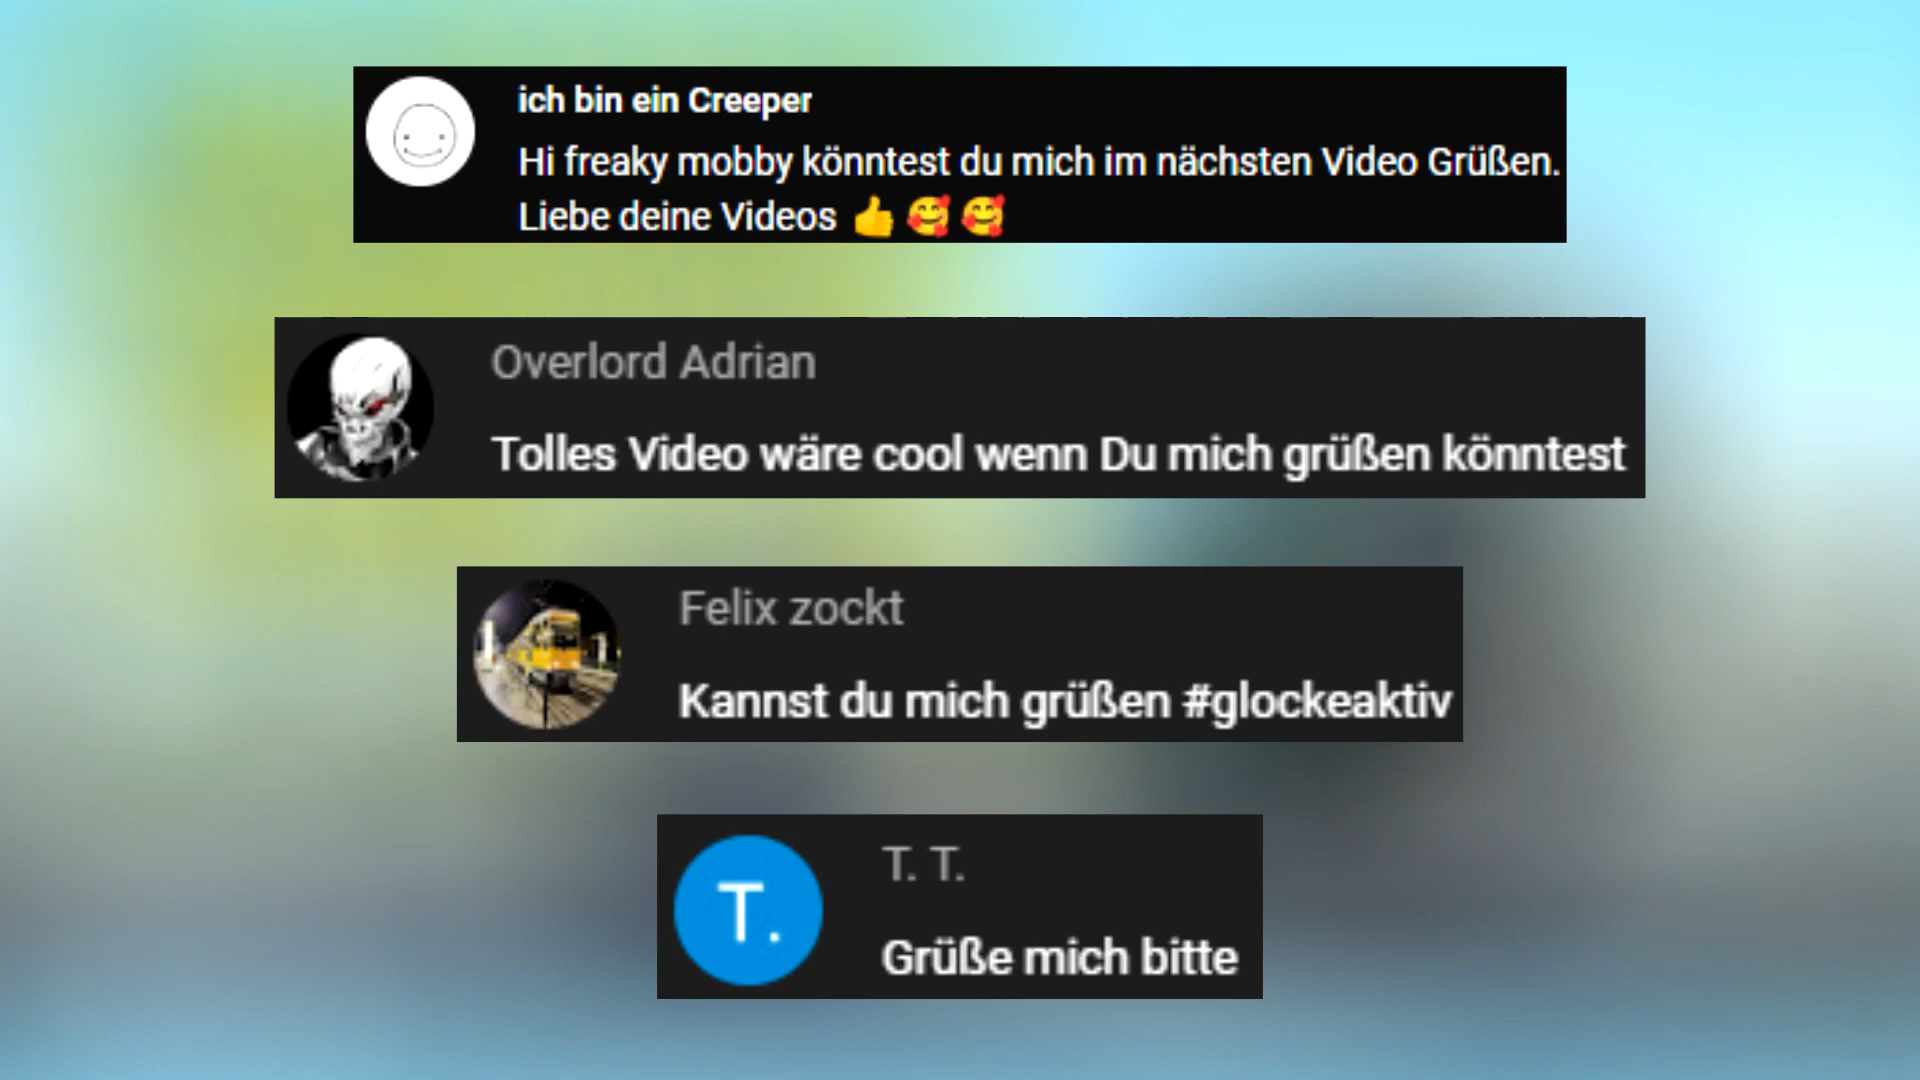 ich bin ein Creeper
Hi freaky mobby könntest du mich im nächsten Video Grüßen.
Liebe deine Videos 👍🥰🥰
Overlord Adrian
Tolles Video wäre cool wenn Du mich grüßen könntest
Felix zockt
Kannst du mich grüßen #glockeaktiv
T.
T. T.
Grüße mich bitte